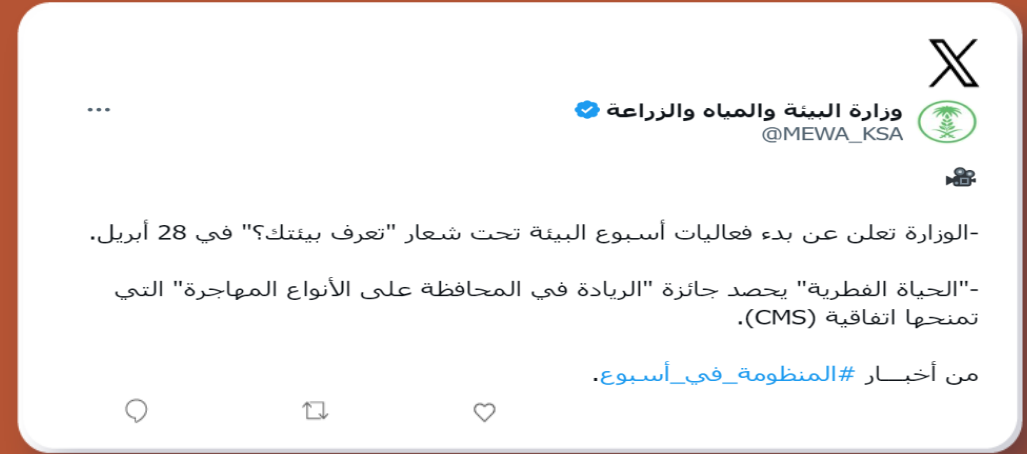 وزارة البيئة والمياه والزراعة
@MEWA_KSA
-الوزارة تعلن عن بدء فعاليات أسبوع البيئة تحت شعار "تعرف بيئتك؟" في 28 أبريل.
-"الحياة الفطرية" يحصد جائزة "الريادة في المحافظة على الأنواع المهاجرة" التي
تمنحها اتفاقية (CMS).
من أخبـــار #المنظومة_في_أسبوع.